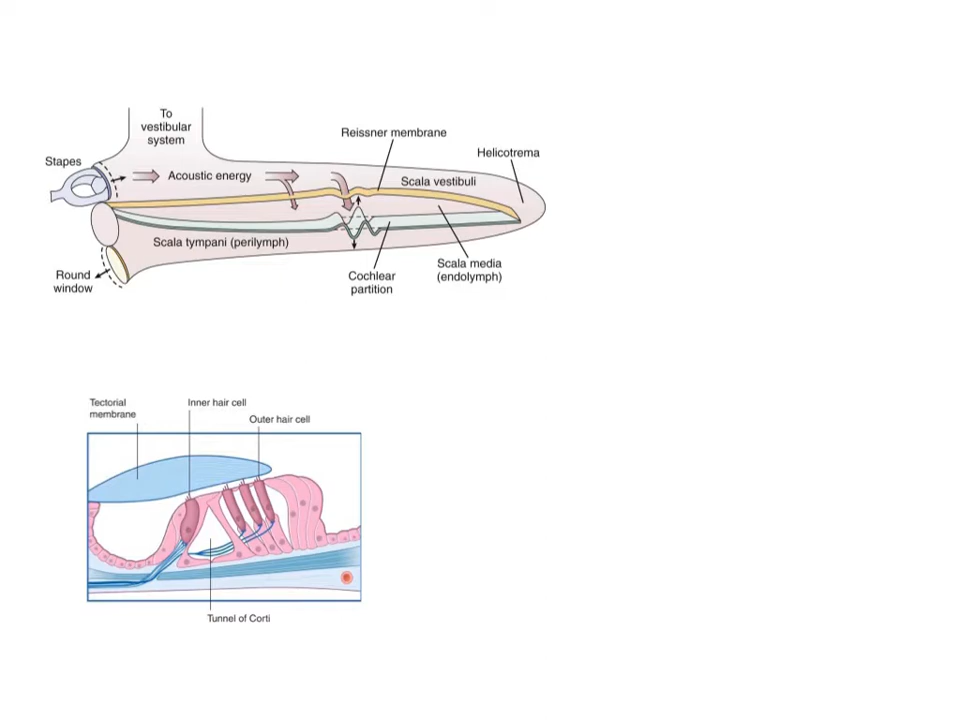 To
vestibular
system
Reissner membrane
Helicotrema
Stapes
Acoustic energy
Scala vestibuli
Scala tympani (perilymph)
Round
window
Cochlear
partition
Scala media
(endolymph)
Tectorial
membrane
Inner hair cell
Outer hair cell
Tunnel of Corti